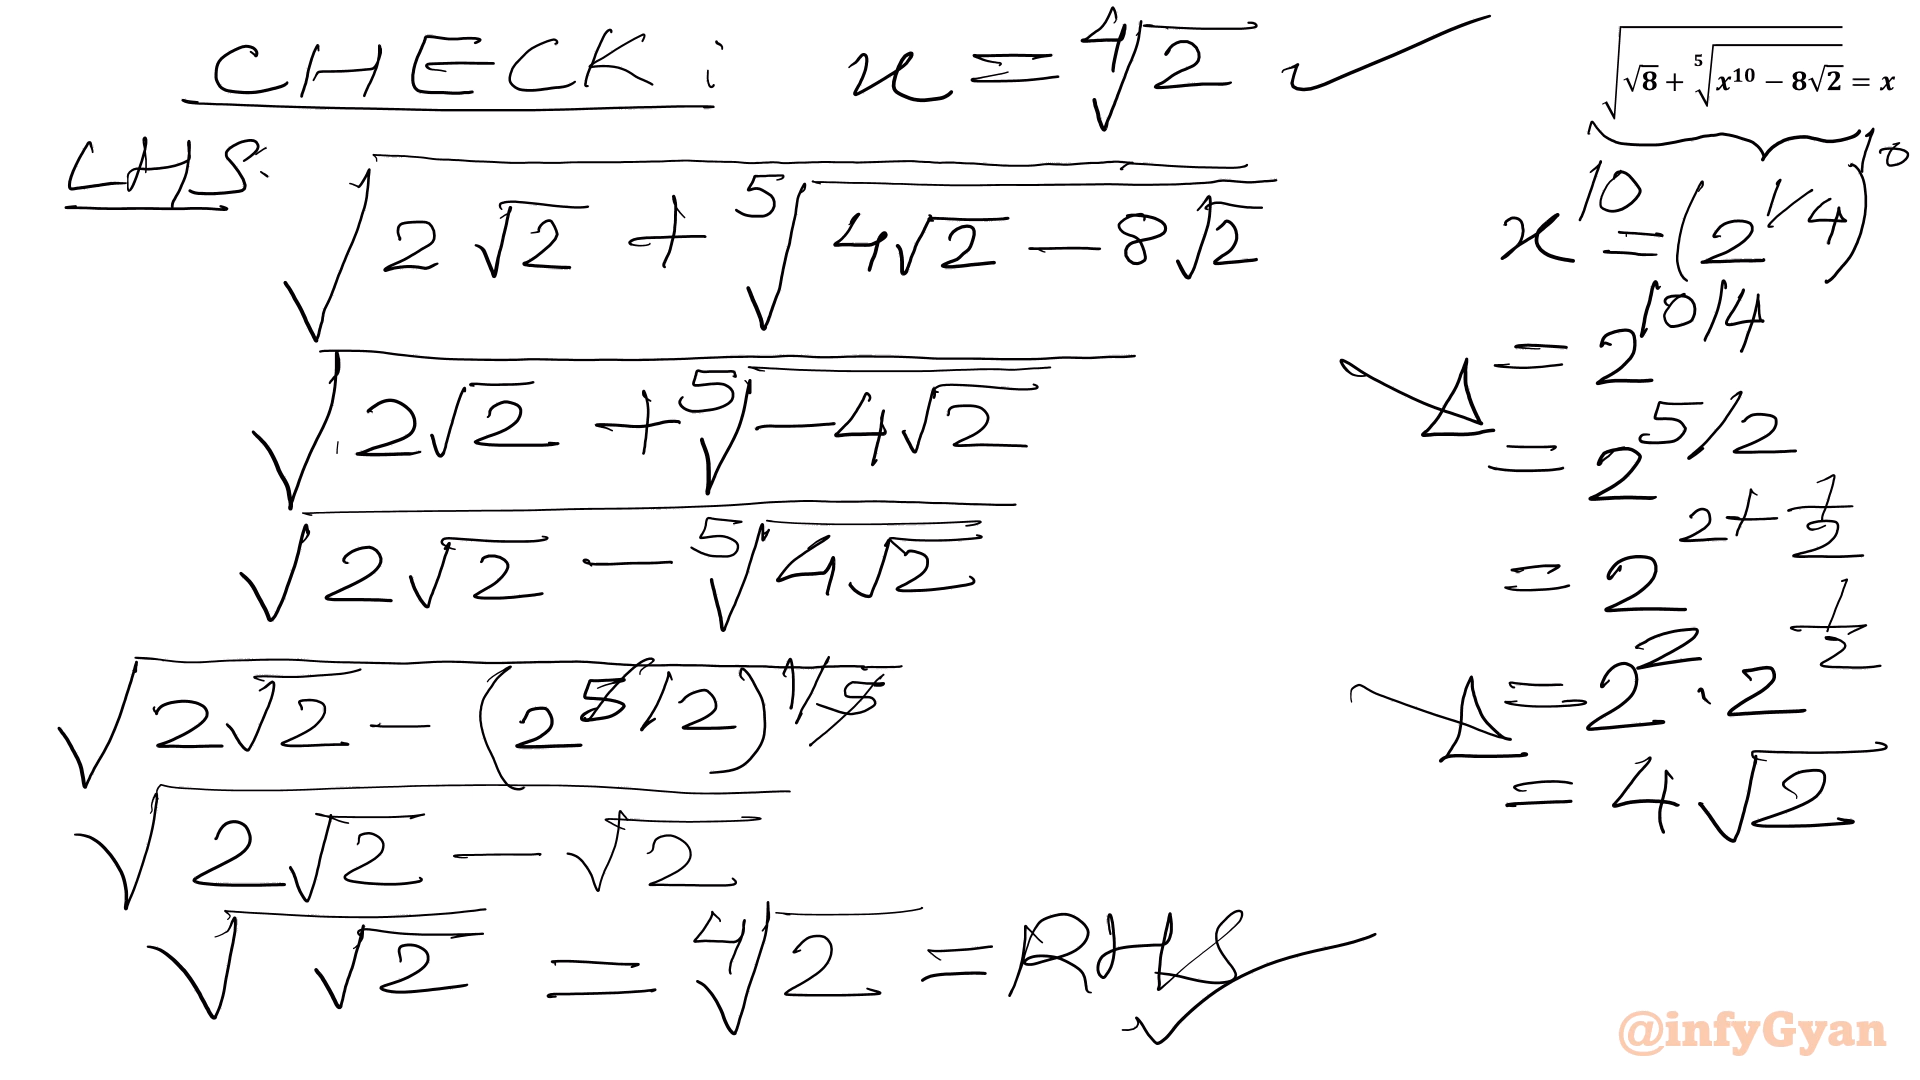 CHECK : x = ∜2 ✓
√(√8 + ⁵√(x¹⁰ − 8√2)) = x
LHS:
√(2√2 + ⁵√(4√2 − 8√2))
√(2√2 + ⁵√(−4√2))
√(2√2 − ⁵√(4√2))
√(2√2 − (2^(5/2))^(1/5))
√(2√2 − √2)
√(√2) = ∜2 = RHS ✓
x¹⁰ = (2^(1/4))^10
= 2^(10/4)
= 2^(5/2)
= 2^(2 + 1/2)
= 2² · 2^(1/2)
= 4√2
@infyGyan